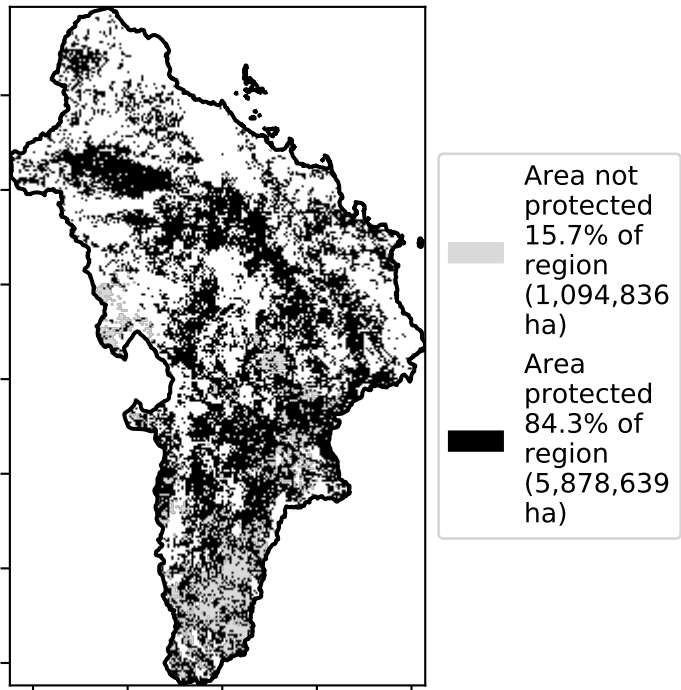 Area not
protected
15.7% of
region
(1,094,836
ha)
Area
protected
84.3% of
region
(5,878,639
ha)